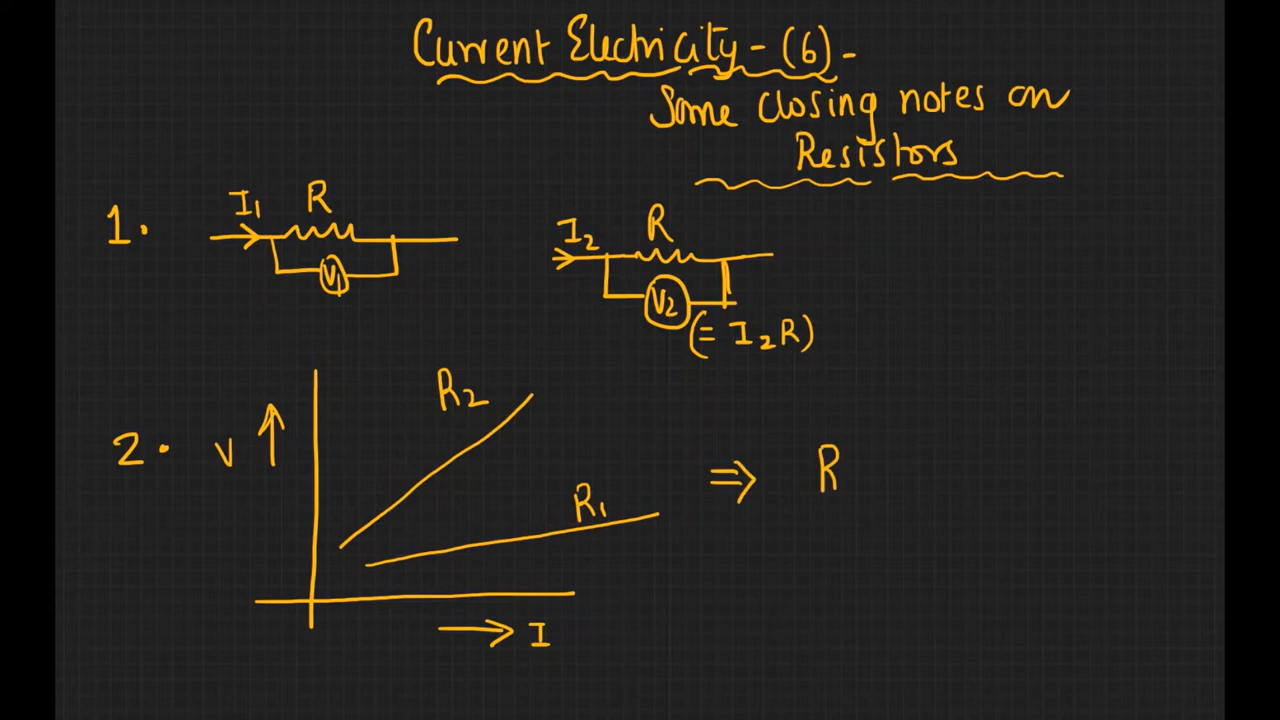 Current Electricity - (6) -
Some closing notes on
Resistors
1. I₁ R
V₁
I₂ R
V₂
(= I₂R)
2. V ↑
R₂
R₁
⇒ R
→ I